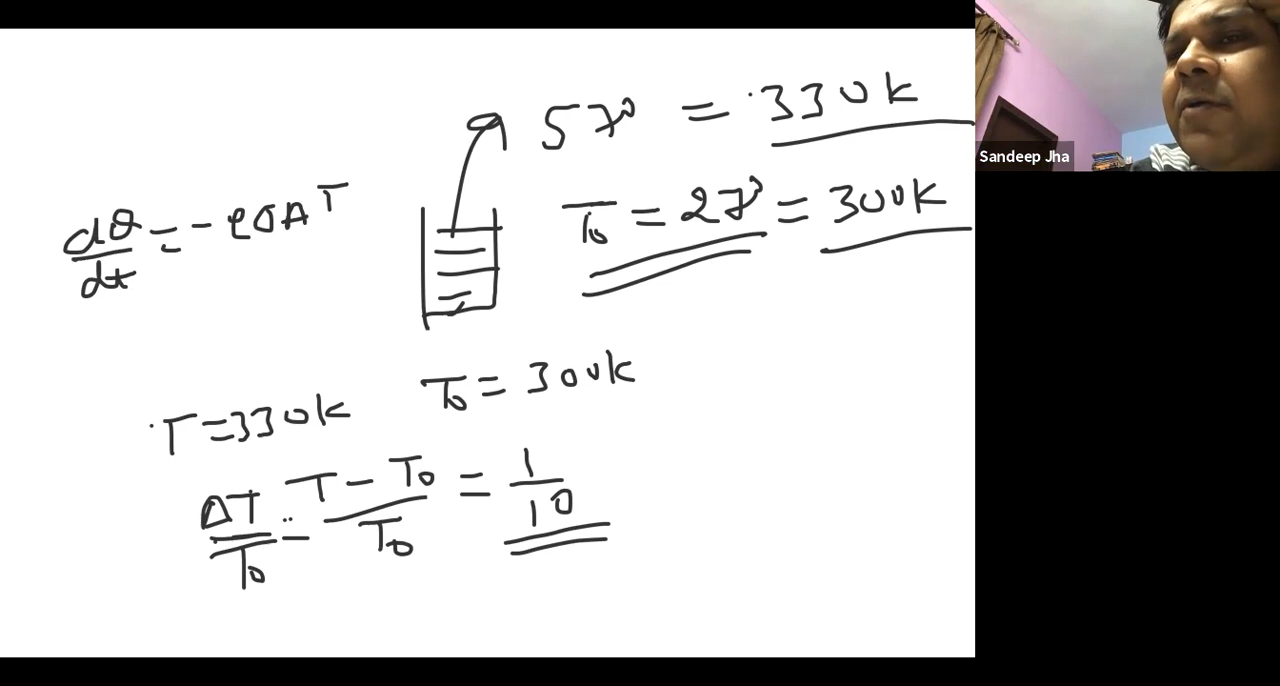 57° = 330k
Sandeep Jha
T₀ = 27° = 300k
dθ/dt = - eσAT
T = 330k T₀ = 300k
ΔT/T₀ = T - T₀/T₀ = 1/10